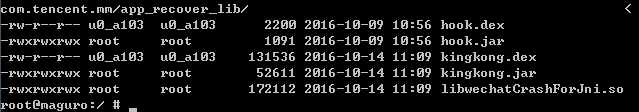 com.tencent.mm/app_recover_lib/ <
-rw-r--r-- u0_a103 u0_a103 2200 2016-10-09 10:56 hook.dex
-rwxrwxrwx root root 1091 2016-10-09 10:56 hook.jar
-rw-r--r-- u0_a103 u0_a103 131536 2016-10-14 11:09 kingkong.dex
-rwxrwxrwx root root 52611 2016-10-14 11:09 kingkong.jar
-rwxrwxrwx root root 172112 2016-10-14 11:09 libwechatCrashForJni.so
root@maguro:/ #